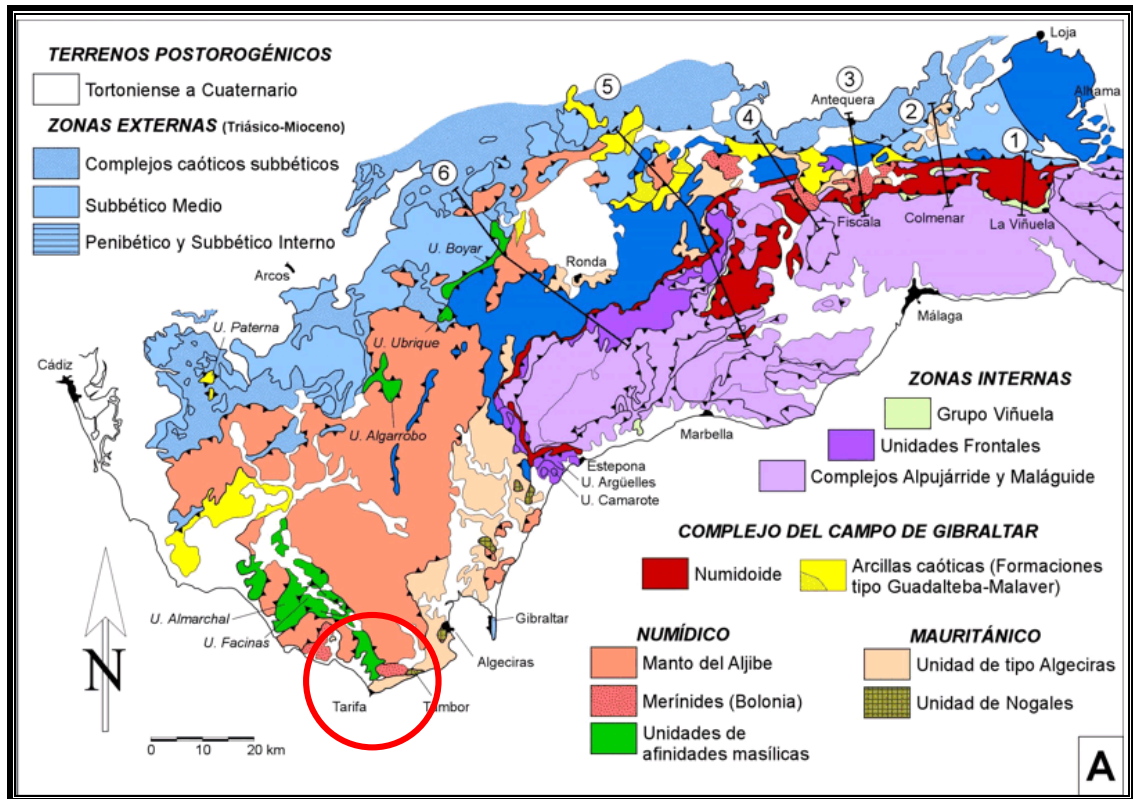 TERRENOS POSTOROGÉNICOS
Tortoniense a Cuaternario
ZONAS EXTERNAS (Triásico-Mioceno)
Complejos caóticos subbéticos
Subbético Medio
Penibético y Subbético Interno
Loja
Alhama
5
3
Antequera
2
4
1
6
Fiscala
Colmenar
La Viñuela
U. Boyar
Ronda
Arcos
Málaga
U. Paterna
U. Ubrique
Cádiz
U. Algarrobo
Marbella
ZONAS INTERNAS
Grupo Viñuela
Unidades Frontales
Complejos Alpujárride y Maláguide
Estepona
U. Argüelles
U. Camarote
COMPLEJO DEL CAMPO DE GIBRALTAR
Numidoide
Arcillas caóticas (Formaciones
tipo Guadalteba-Malaver)
U. Almarchal
U. Facinas
Gibraltar
Algeciras
Tarifa
Tumbor
N
0 10 20 km
NUMÍDICO
Manto del Aljibe
Merínides (Bolonia)
Unidades de
afinidades masílicas
MAURITÁNICO
Unidad de tipo Algeciras
Unidad de Nogales
A